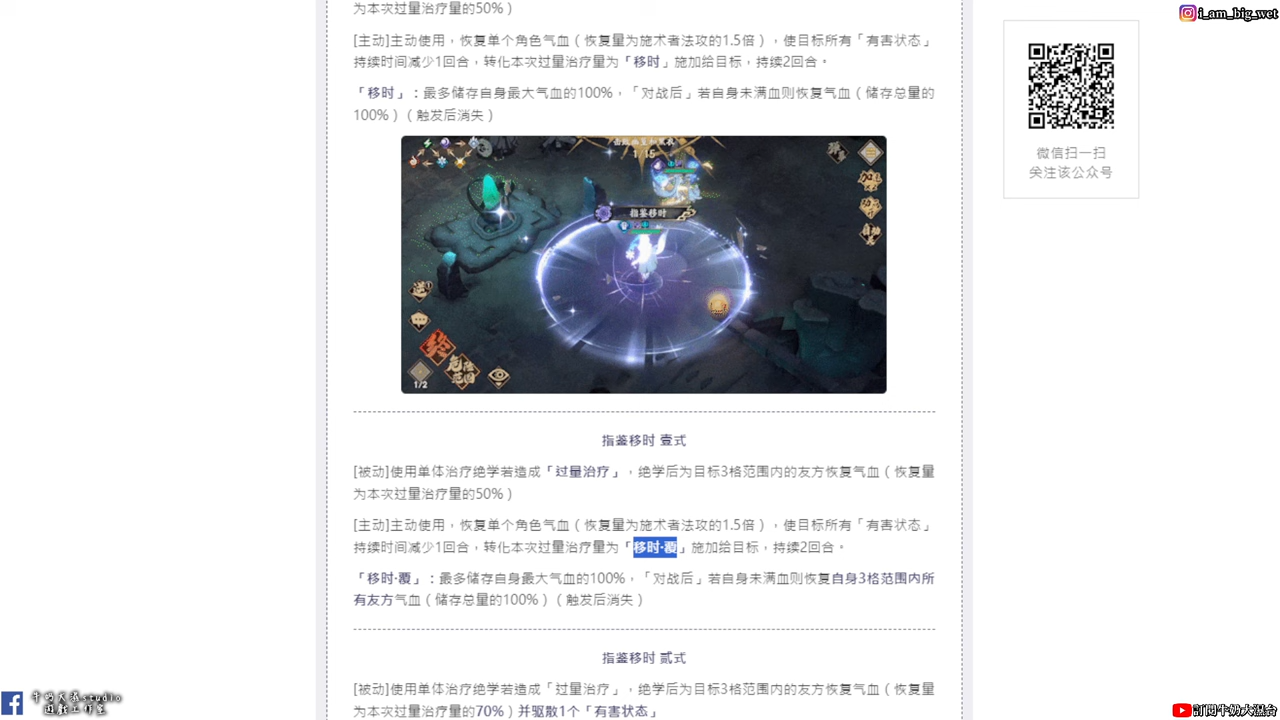 为本次过量治疗量的50%）
[主动]主动使用，恢复单个角色气血（恢复量为施术者法攻的1.5倍），使目标所有「有害状态」
持续时间减少1回合，转化本次过量治疗量为「移时」施加给目标，持续2回合。
「移时」：最多储存自身最大气血的100%，「对战后」若自身未满血则恢复气血（储存总量的
100%）（触发后消失）
1/15
指鉴移时
1/2
指鉴移时 壹式
[被动]使用单体治疗绝学若造成「过量治疗」，绝学后为目标3格范围内的友方恢复气血（恢复量
为本次过量治疗量的50%）
[主动]主动使用，恢复单个角色气血（恢复量为施术者法攻的1.5倍），使目标所有「有害状态」
持续时间减少1回合，转化本次过量治疗量为「移时·覆」施加给目标，持续2回合。
「移时·覆」：最多储存自身最大气血的100%，「对战后」若自身未满血则恢复自身3格范围内所
有友方气血（储存总量的100%）（触发后消失）
指鉴移时 贰式
[被动]使用单体治疗绝学若造成「过量治疗」，绝学后为目标3格范围内的友方恢复气血（恢复量
为本次过量治疗量的70%）并驱散1个「有害状态」
微信扫一扫
关注该公众号
i_am_big_wet
牛奶大濕studio
遊戲工作室
訂閱牛奶大濕念